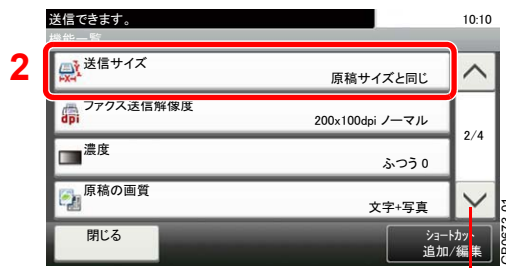 送信できます。
10:10
機能一覧
2
送信サイズ
原稿サイズと同じ
ファクス送信解像度
dpi
200x100dpi ノーマル
2/4
濃度
ふつう 0
原稿の画質
文字+写真
閉じる
ショートカット
追加/編集
GB0673_01